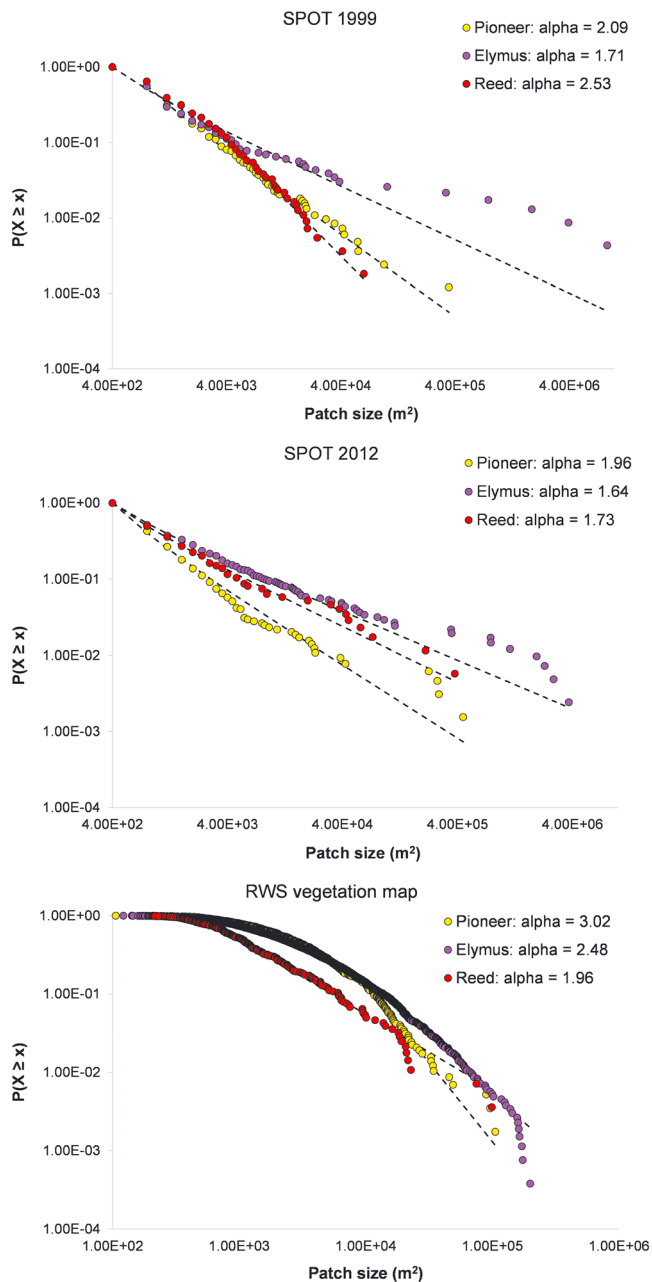 SPOT 1999
Pioneer: alpha = 2.09
Elymus: alpha = 1.71
Reed: alpha = 2.53
1.00E+00
1.00E-01
1.00E-02
1.00E-03
1.00E-04
P(X ≥ x)
4.00E+02 4.00E+03 4.00E+04 4.00E+05 4.00E+06
Patch size (m²)
SPOT 2012
Pioneer: alpha = 1.96
Elymus: alpha = 1.64
Reed: alpha = 1.73
1.00E+00
1.00E-01
1.00E-02
1.00E-03
1.00E-04
P(X ≥ x)
4.00E+02 4.00E+03 4.00E+04 4.00E+05 4.00E+06
Patch size (m²)
RWS vegetation map
Pioneer: alpha = 3.02
Elymus: alpha = 2.48
Reed: alpha = 1.96
1.00E+00
1.00E-01
1.00E-02
1.00E-03
1.00E-04
P(X ≥ x)
1.00E+02 1.00E+03 1.00E+04 1.00E+05 1.00E+06
Patch size (m²)